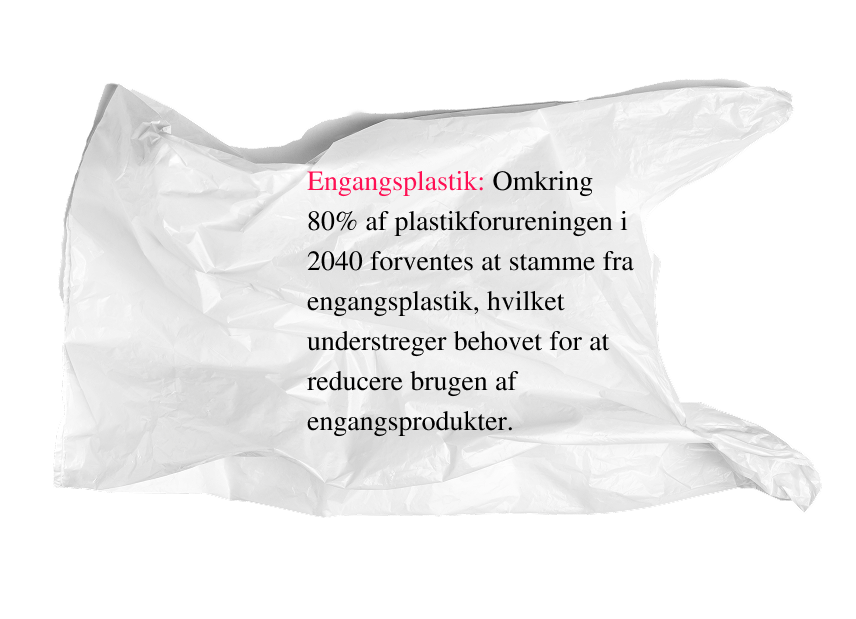 Engangsplastik: Omkring
80% af plastikforureningen i
2040 forventes at stamme fra
engangsplastik, hvilket
understreger behovet for at
reducere brugen af
engangsprodukter.